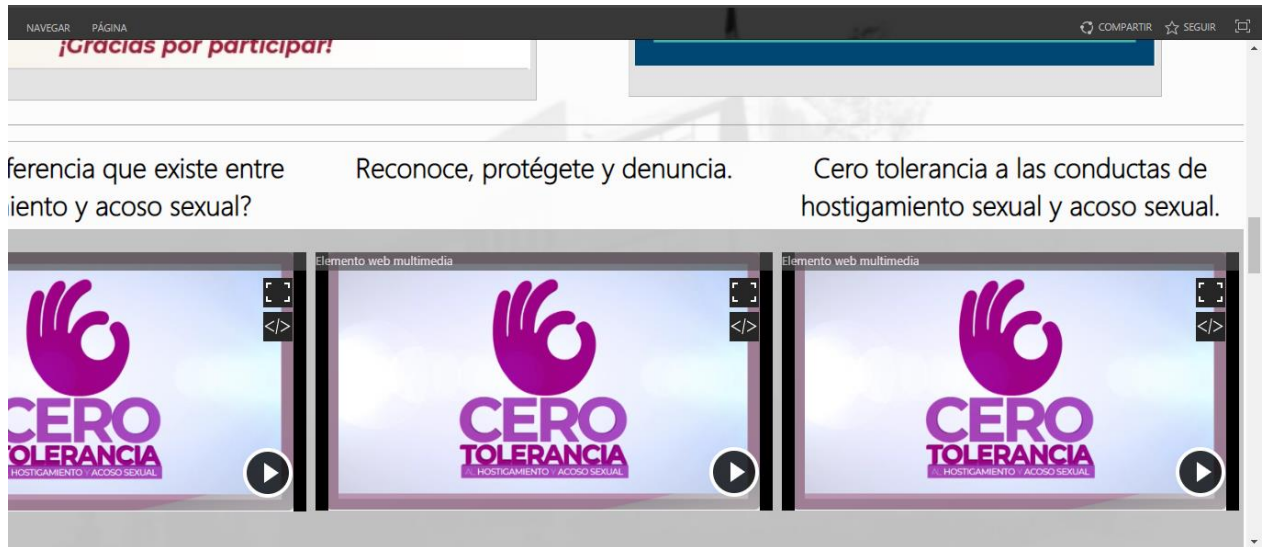 NAVEGAR PÁGINA COMPARTIR SEGUIR
¡Gracias por participar!
ferencia que existe entre
iento y acoso sexual?
Reconoce, protégete y denuncia.
Cero tolerancia a las conductas de
hostigamiento sexual y acoso sexual.
CERO
TOLERANCIA
HOSTIGAMIENTO Y ACOSO SEXUAL
Elemento web multimedia
</>
CERO
TOLERANCIA
AL HOSTIGAMIENTO Y ACOSO SEXUAL
Elemento web multimedia
</>
CERO
TOLERANCIA
AL HOSTIGAMIENTO Y ACOSO SEXUAL
</>